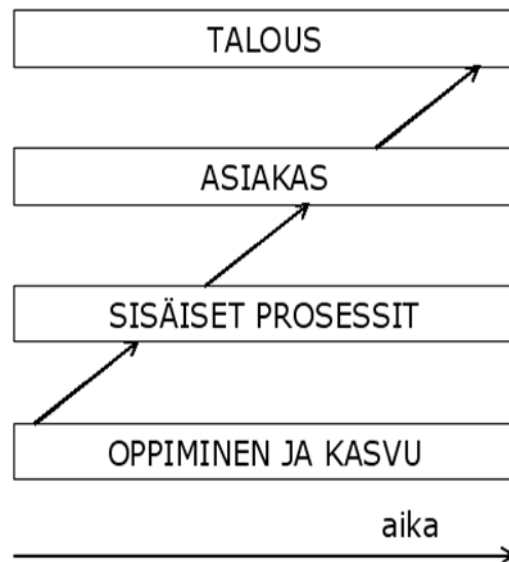 TALOUS
ASIAKAS
SISÄISET PROSESSIT
OPPIMINEN JA KASVU
aika